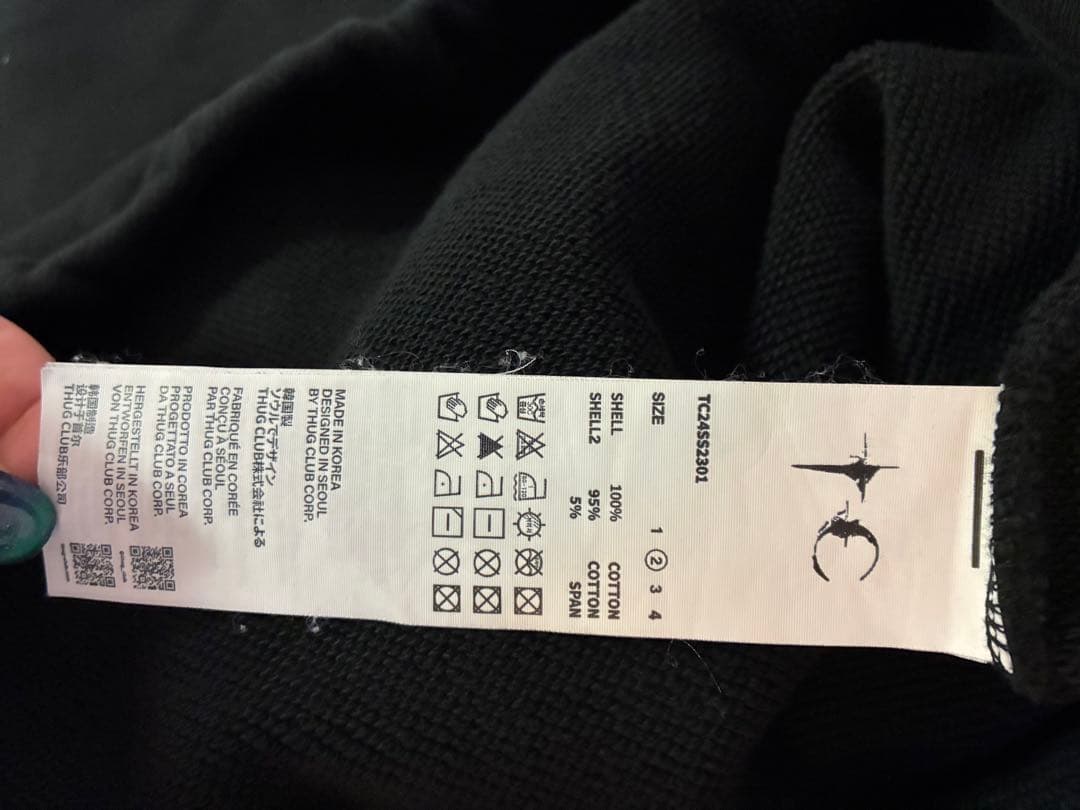 TC24SS2301
SIZE 1 2 3 4
SHELL 100% COTTON
SHELL2 95% COTTON
5% SPAN
MADE IN KOREA
DESIGNED IN SEOUL
BY THUG CLUB CORP.
韓国製
ソウルでデザイン
THUG CLUB株式会社による
FABRIQUÉ EN CORÉE
CONÇU À SÉOUL
PAR THUG CLUB CORP.
PRODOTTO IN COREA
PROGETTATO A SEUL
DA THUG CLUB CORP.
HERGESTELLT IN KOREA
ENTWORFEN IN SEOUL
VON THUG CLUB CORP.
韩国制造
设计于首尔
THUG CLUB乐部公司